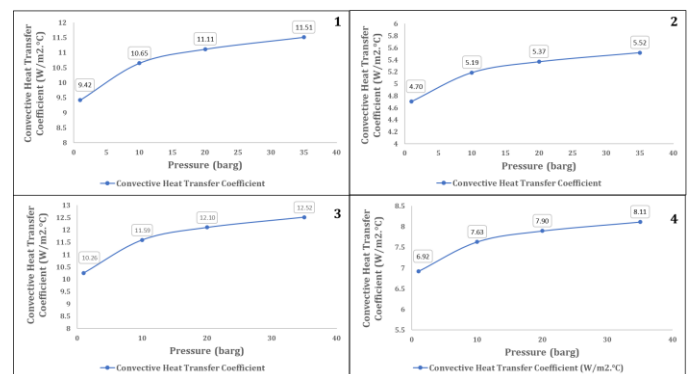 1
Convective Heat Transfer
Coefficient (W/m2.°C)
12
11.5
11
10.5
10
9.5
9
8.5
8
9.42
10.65
11.11
11.51
0 5 10 15 20 25 30 35 40
Pressure (barg)
Convective Heat Transfer Coefficient
2
Convective Heat Transfer
Coefficient (W/m2.°C)
6
5.8
5.6
5.4
5.2
5
4.8
4.6
4.4
4.2
4
4.70
5.19
5.37
5.52
0 5 10 15 20 25 30 35 40
Pressure (barg)
Convective Heat Transfer Coefficient
3
Convective Heat Transfer
Coefficient (W/m2.°C)
13
12.5
12
11.5
11
10.5
10
9.5
9
8.5
8
10.26
11.59
12.10
12.52
0 10 20 30 40
Pressure (barg)
Convective Heat Transfer Coefficient
4
Convective Heat Transfer
Coefficient (W/m2.°C)
8.5
8
7.5
7
6.5
6
5.5
6.92
7.63
7.90
8.11
0 10 20 30 40
Pressure (barg)
Convective Heat Transfer Coefficient (W/m2.°C)